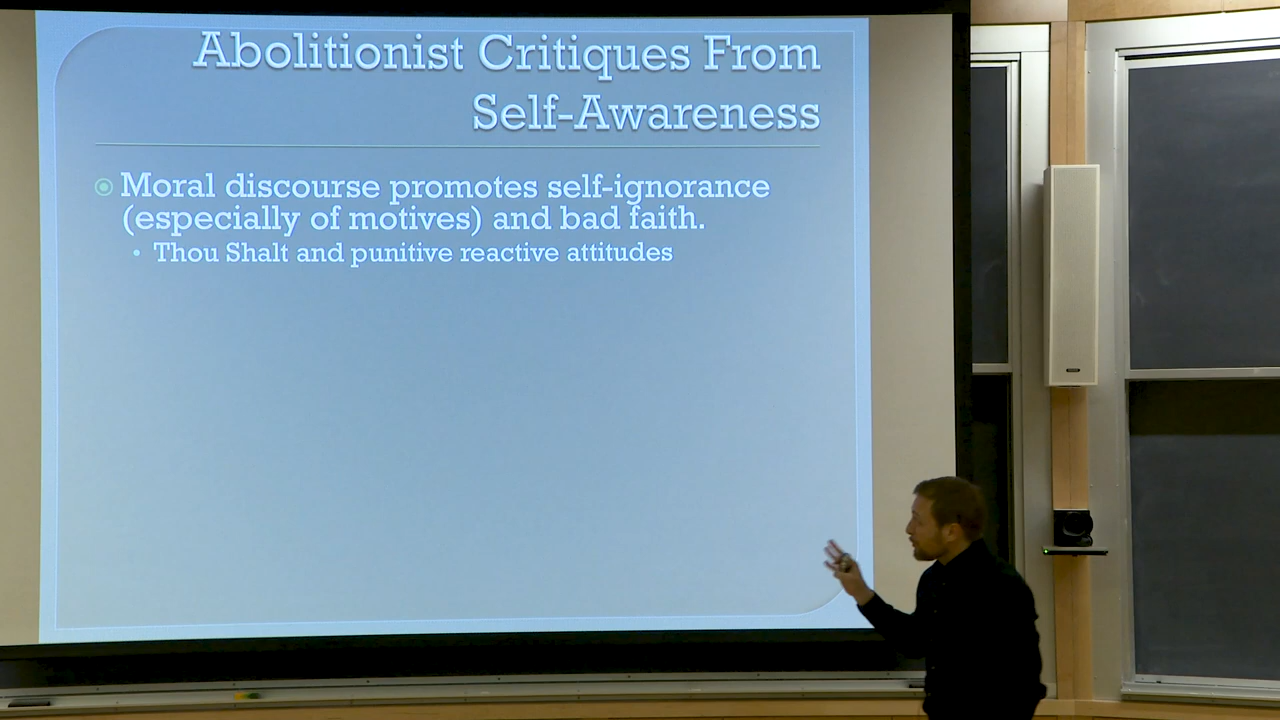 Abolitionist Critiques From
Self-Awareness
Moral discourse promotes self-ignorance
(especially of motives) and bad faith.
Thou Shalt and punitive reactive attitudes